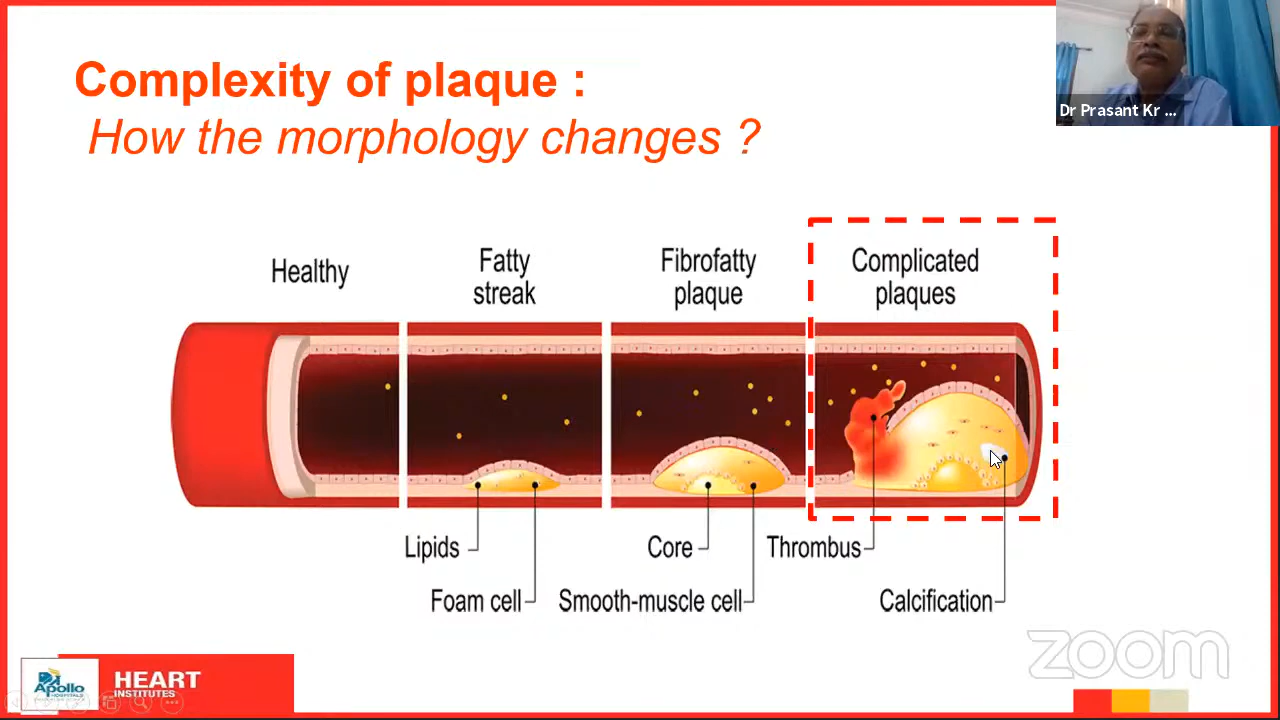 Complexity of plaque :
How the morphology changes ?
Dr Prasant Kr ...
Healthy
Fatty
streak
Fibrofatty
plaque
Complicated
plaques
Lipids
Core
Thrombus
Foam cell
Smooth-muscle cell
Calcification
zoom
Apollo
HOSPITALS
HEART
INSTITUTES